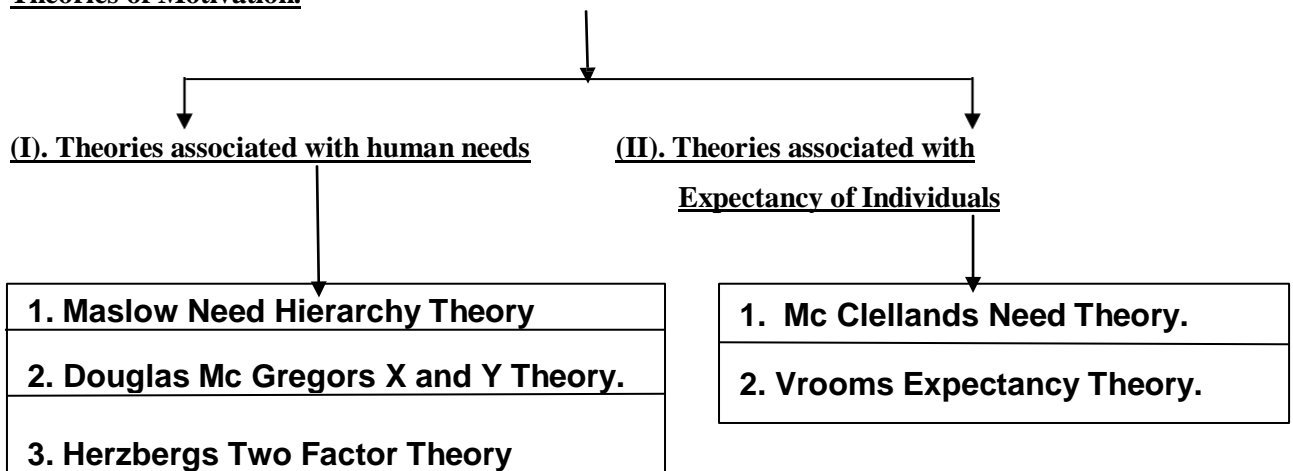 Theories of Motivation:
(I). Theories associated with human needs
(II). Theories associated with
Expectancy of Individuals
1. Maslow Need Hierarchy Theory
2. Douglas Mc Gregors X and Y Theory.
3. Herzbergs Two Factor Theory
1. Mc Clellands Need Theory.
2. Vrooms Expectancy Theory.